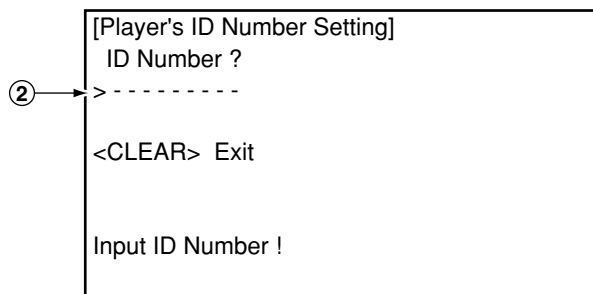 [Player's ID Number Setting]
ID Number ?
② > - - - - - - - - -
<CLEAR> Exit
Input ID Number !